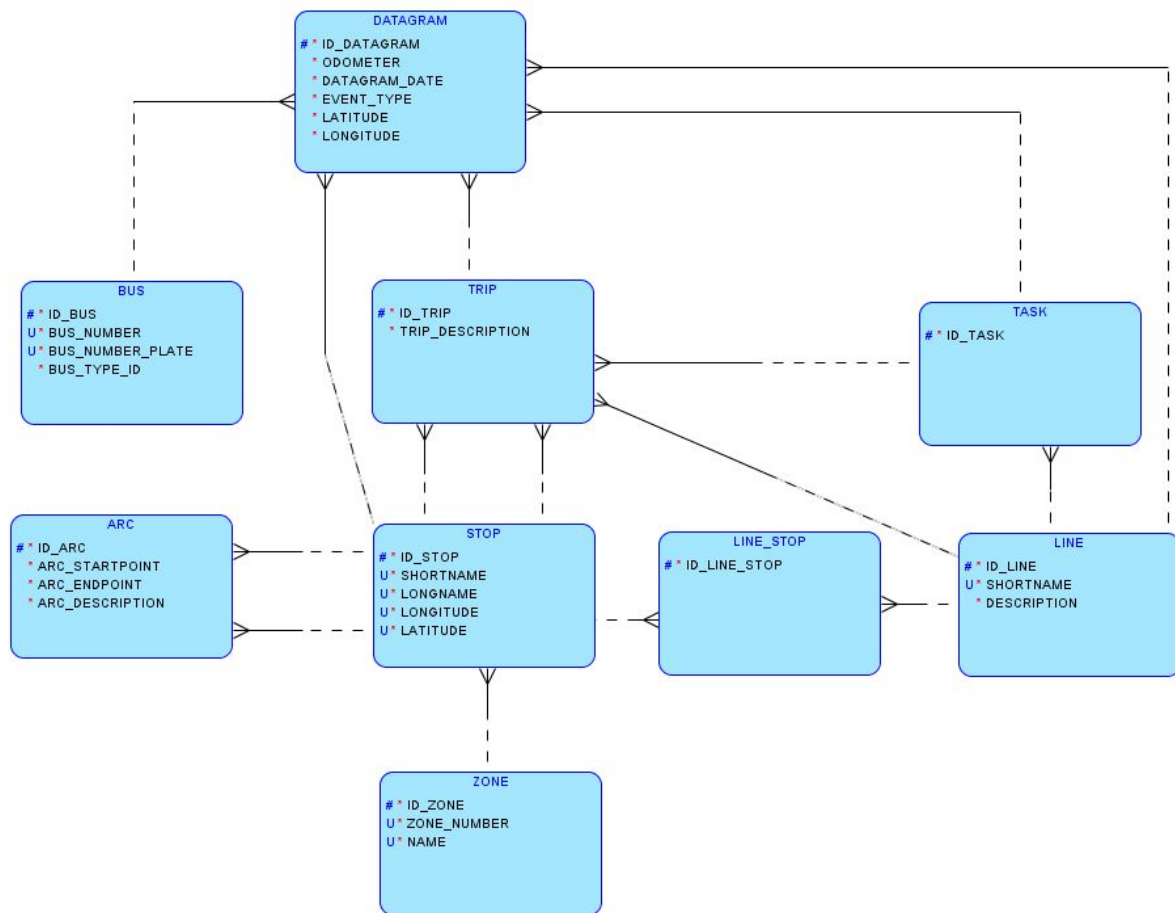 DATAGRAM
# * ID_DATAGRAM
* ODOMETER
* DATAGRAM_DATE
* EVENT_TYPE
* LATITUDE
* LONGITUDE
BUS
# * ID_BUS
U * BUS_NUMBER
U * BUS_NUMBER_PLATE
* BUS_TYPE_ID
TRIP
# * ID_TRIP
* TRIP_DESCRIPTION
TASK
# * ID_TASK
ARC
# * ID_ARC
* ARC_STARTPOINT
* ARC_ENDPOINT
* ARC_DESCRIPTION
STOP
# * ID_STOP
U * SHORTNAME
U * LONGNAME
U * LONGITUDE
U * LATITUDE
LINE_STOP
# * ID_LINE_STOP
LINE
# * ID_LINE
U * SHORTNAME
* DESCRIPTION
ZONE
# * ID_ZONE
U * ZONE_NUMBER
U * NAME